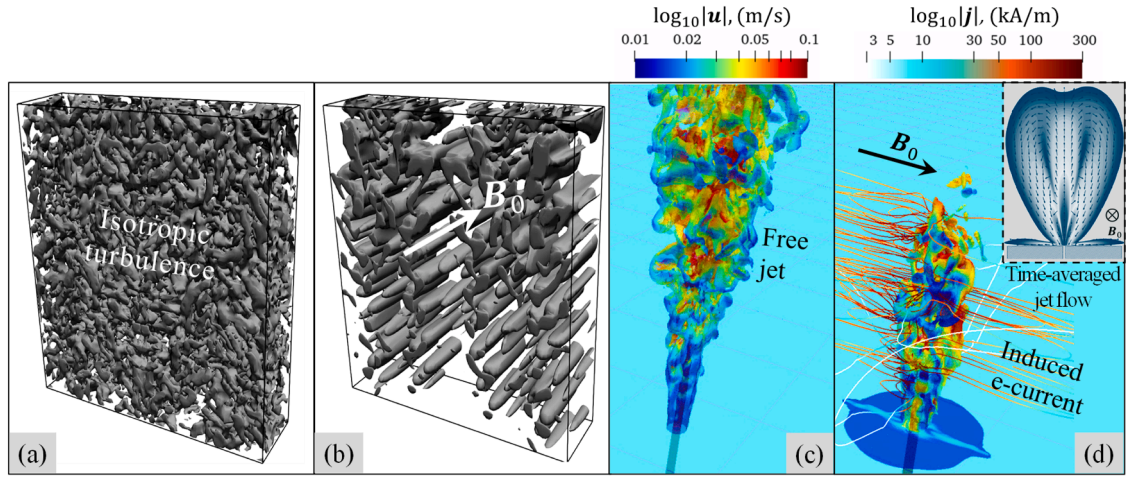 log₁₀|𝒖|, (m/s)
0.01 0.02 0.05 0.1
log₁₀|𝒋|, (kA/m)
3 5 10 30 50 100 300
Isotropic
turbulence
(a)
𝑩₀
(b)
Free
jet
(c)
𝑩₀
⊗
𝑩₀
Time-averaged
jet flow
Induced
e-current
(d)